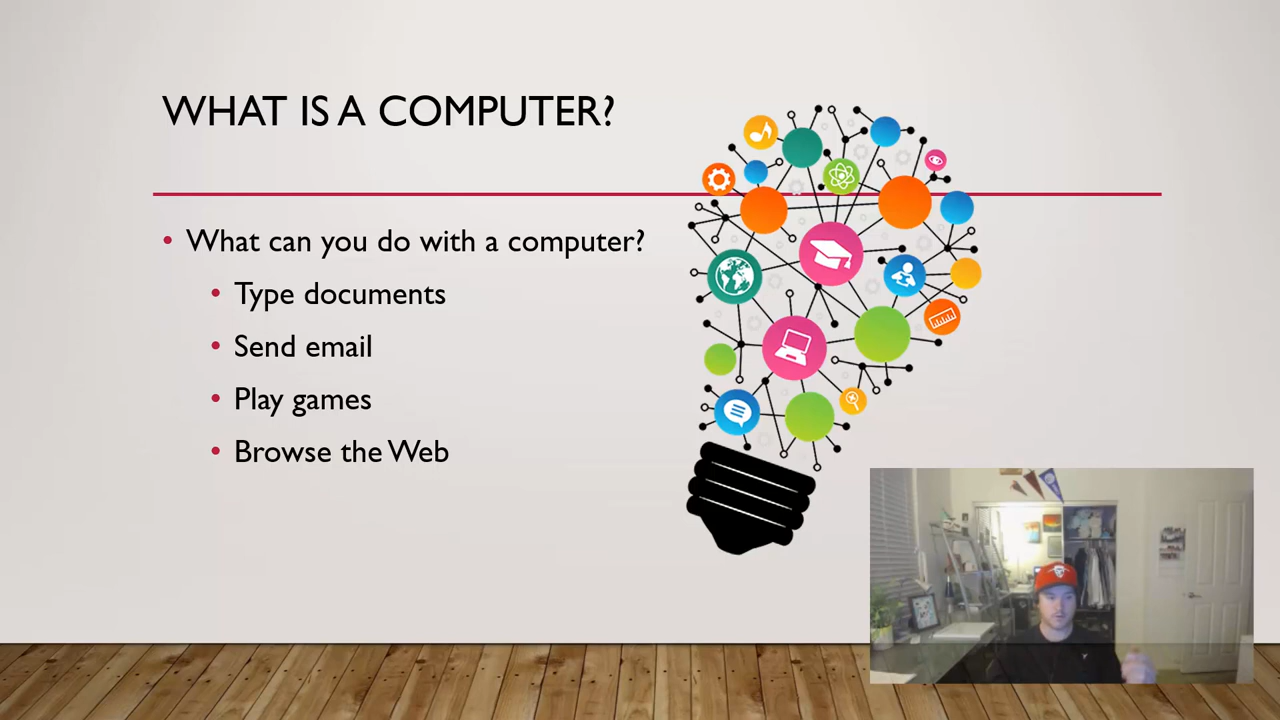 WHAT IS A COMPUTER?
• What can you do with a computer?
• Type documents
• Send email
• Play games
• Browse the Web